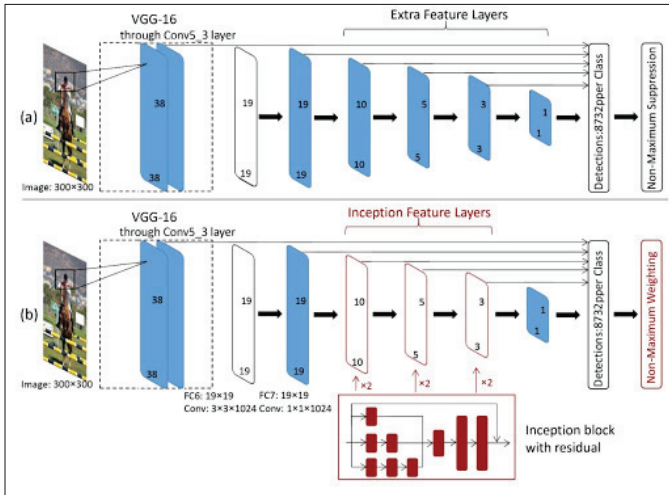 Extra Feature Layers
VGG-16
through Conv5_3 layer
(a)
38
38
19
19
19
19
10
10
5
5
3
3
1
1
Image: 300×300
Detections:8732pper Class
Non-Maximum Suppression
Inception Feature Layers
VGG-16
through Conv5_3 layer
(b)
38
38
19
19
19
19
10
10
5
5
3
3
1
1
Image: 300×300
FC6: 19×19
Conv: 3×3×1024
FC7: 19×19
Conv: 1×1×1024
×2
×2
×2
Detections:8732pper Class
Non-Maximum Weighting
Inception block
with residual